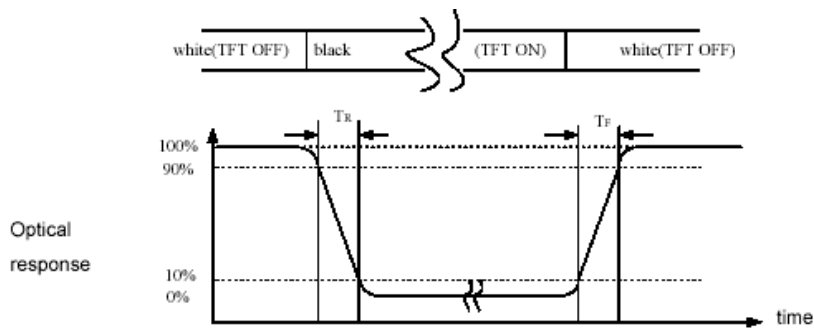 white(TFT OFF) black (TFT ON) white(TFT OFF)
TR TF
100%
90%
Optical
response
10%
0%
time